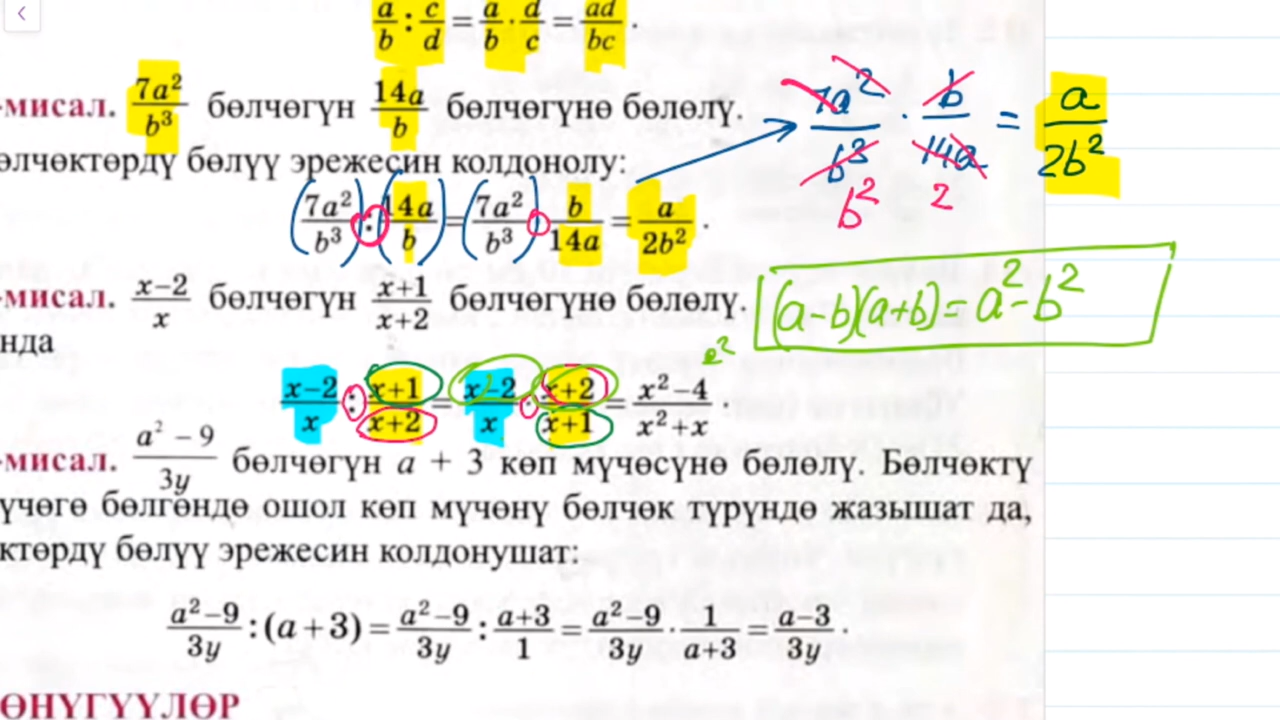 a/b : c/d = a/b · d/c = ad/bc .
-мисал. 7a²/b³ бөлчөгүн 14a/b бөлчөгүнө бөлөлү.
өлчөктөрдү бөлүү эрежесин колдонолу:
(7a²/b³) : (14a/b) = (7a²/b³) · b/14a = a/2b² .
7a²/b³ · b/14a = a/2b²
b² 2
-мисал. x−2/x бөлчөгүн x+1/x+2 бөлчөгүнө бөлөлү.
(a-b)(a+b) = a² - b²
нда
x−2/x : x+1/x+2 = x−2/x · x+2/x+1 = x²−4/x²+x .
-мисал. a² − 9/3y бөлчөгүн a + 3 көп мүчөсүнө бөлөлү. Бөлчөктү
үчөгө бөлгөндө ошол көп мүчөнү бөлчөк түрүндө жазышат да,
ктөрдү бөлүү эрежесин колдонушат:
a²−9/3y : (a+3) = a²−9/3y : a+3/1 = a²−9/3y · 1/a+3 = a−3/3y .
ӨНҮГҮҮЛӨР